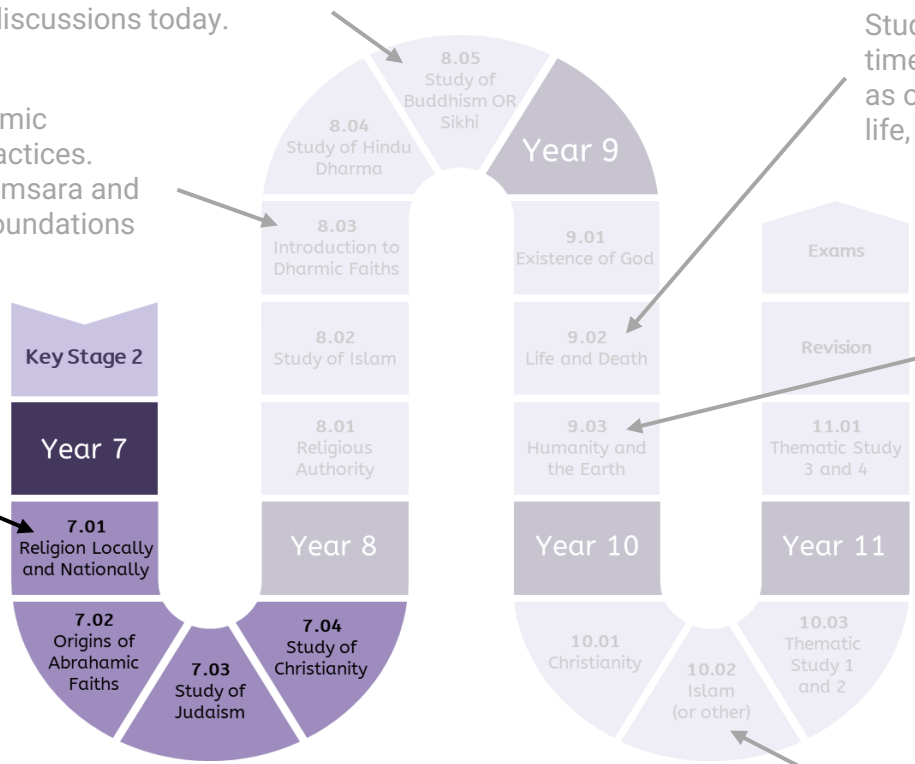 discussions today.
mic
actices.
msara and
oundations
Stud
time
as o
life,
Key Stage 2
Year 7
7.01
Religion Locally
and Nationally
7.02
Origins of
Abrahamic
Faiths
7.03
Study of
Judaism
7.04
Study of
Christianity
Year 8
8.01
Religious
Authority
8.02
Study of Islam
8.03
Introduction to
Dharmic Faiths
8.04
Study of Hindu
Dharma
8.05
Study of
Buddhism OR
Sikhi
Year 9
9.01
Existence of God
9.02
Life and Death
9.03
Humanity and
the Earth
Year 10
10.01
Christianity
10.02
Islam
(or other)
10.03
Thematic
Study 1
and 2
Year 11
11.01
Thematic Study
3 and 4
Revision
Exams